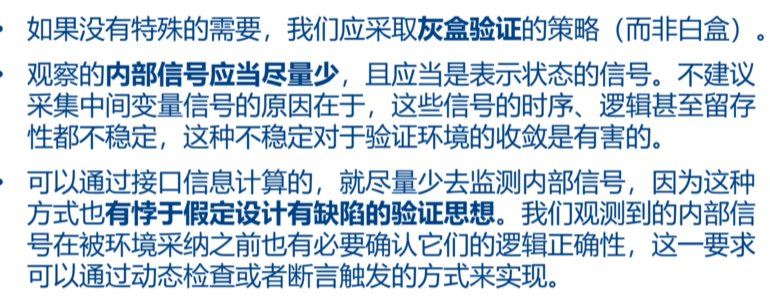 • 如果没有特殊的需要，我们应采取灰盒验证的策略（而非白盒）。
• 观察的内部信号应当尽量少，且应当是表示状态的信号。不建议
采集中间变量信号的原因在于，这些信号的时序、逻辑甚至留存
性都不稳定，这种不稳定对于验证环境的收敛是有害的。
• 可以通过接口信息计算的，就尽量少去监测内部信号，因为这种
方式也有悖于假定设计有缺陷的验证思想。我们观测到的内部信
号在被环境采纳之前也有必要确认它们的逻辑正确性，这一要求
可以通过动态检查或者断言触发的方式来实现。